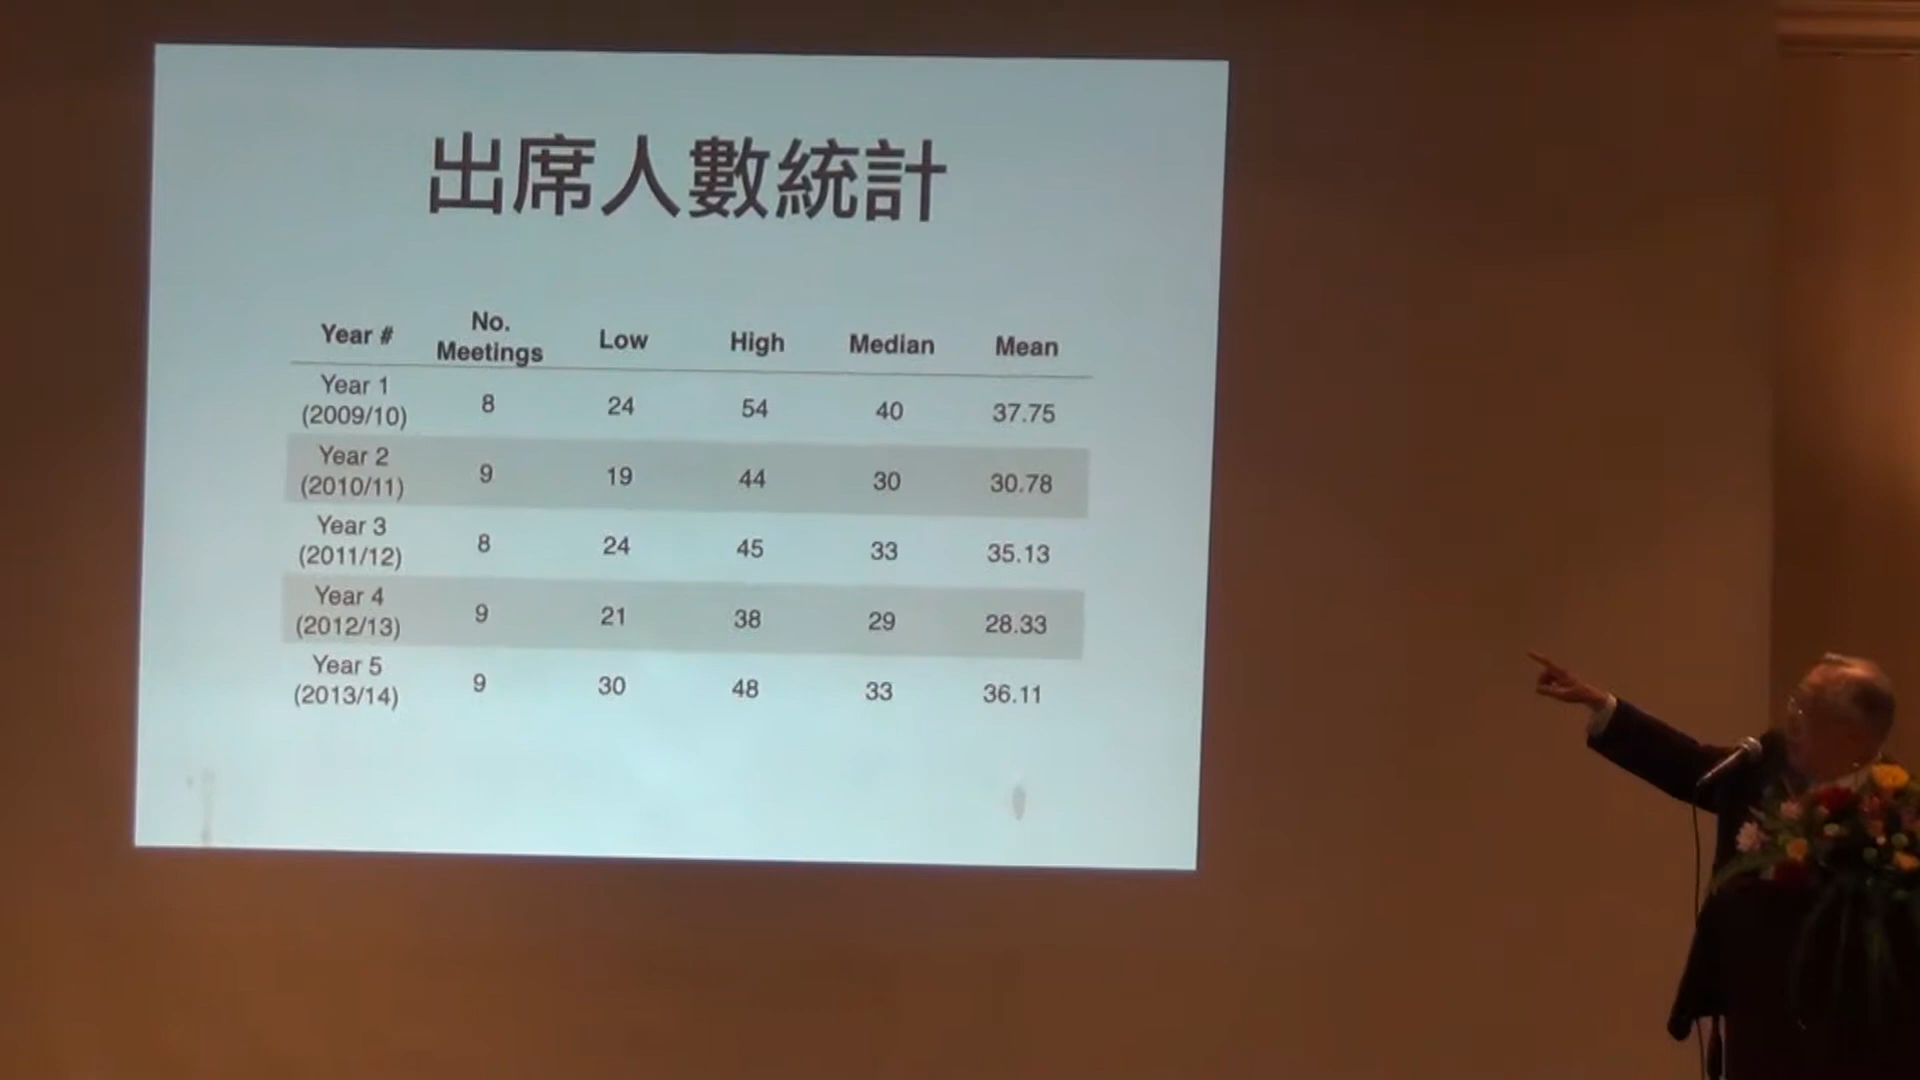 出席人數統計
Year # No. Meetings Low High Median Mean
Year 1 (2009/10) 8 24 54 40 37.75
Year 2 (2010/11) 9 19 44 30 30.78
Year 3 (2011/12) 8 24 45 33 35.13
Year 4 (2012/13) 9 21 38 29 28.33
Year 5 (2013/14) 9 30 48 33 36.11